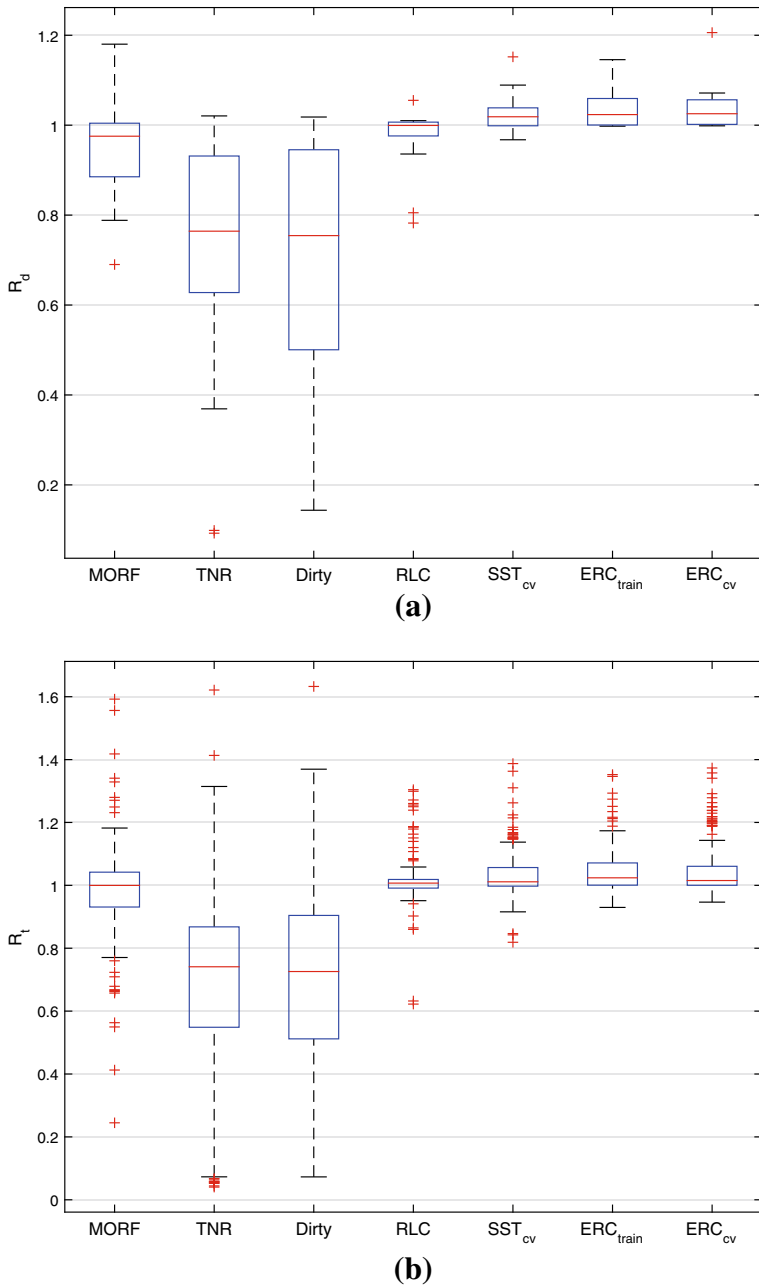 1.2
1
0.8
0.6
0.4
0.2
R_d
MORF TNR Dirty RLC SST_cv ERC_train ERC_cv
(a)
1.6
1.4
1.2
1
0.8
0.6
0.4
0.2
0
R_t
MORF TNR Dirty RLC SST_cv ERC_train ERC_cv
(b)